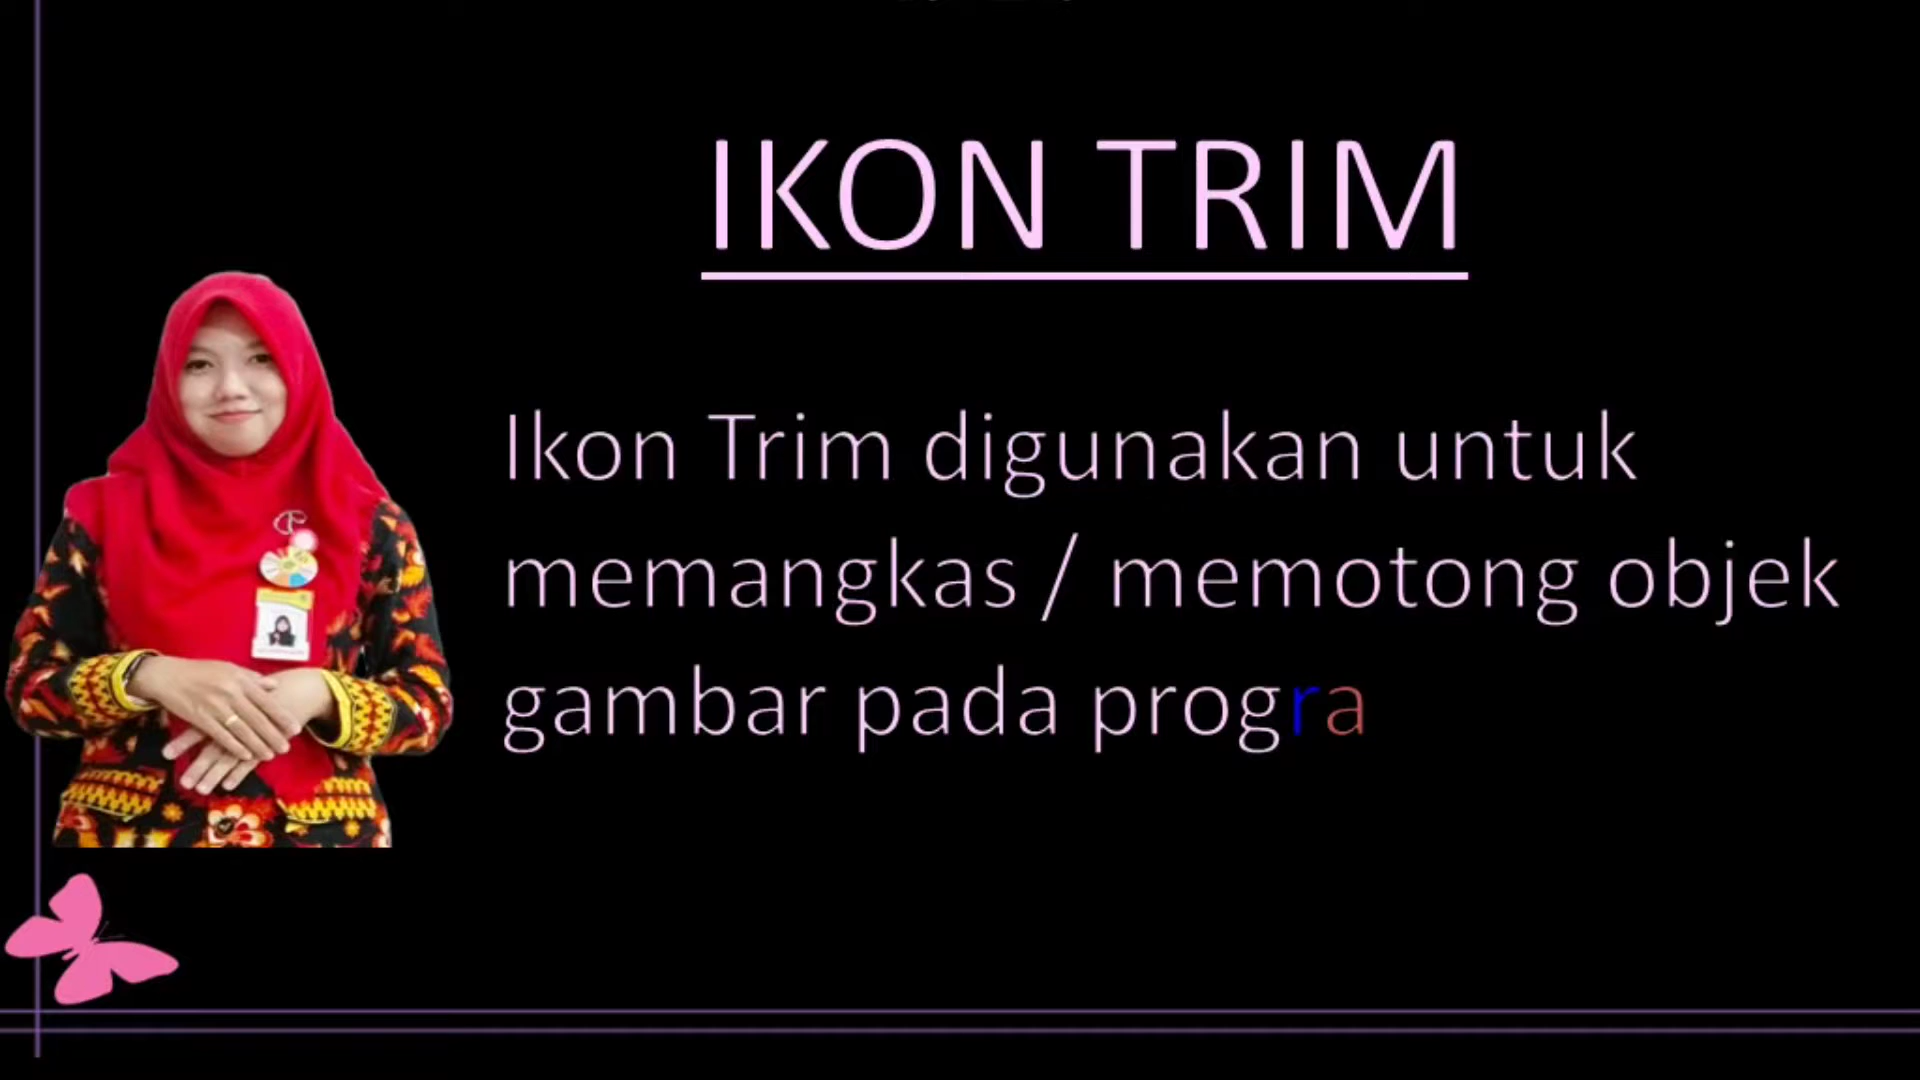 IKON TRIM
Ikon Trim digunakan untuk
memangkas / memotong objek
gambar pada progra